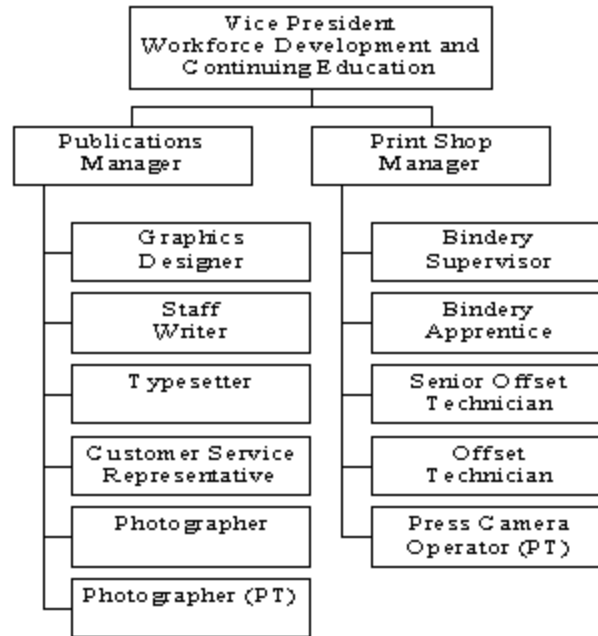 Vice President
Workforce Development and
Continuing Education
Publications
Manager
Print Shop
Manager
Graphics
Designer
Staff
Writer
Typesetter
Customer Service
Representative
Photographer
Photographer (PT)
Bindery
Supervisor
Bindery
Apprentice
Senior Offset
Technician
Offset
Technician
Press Camera
Operator (PT)